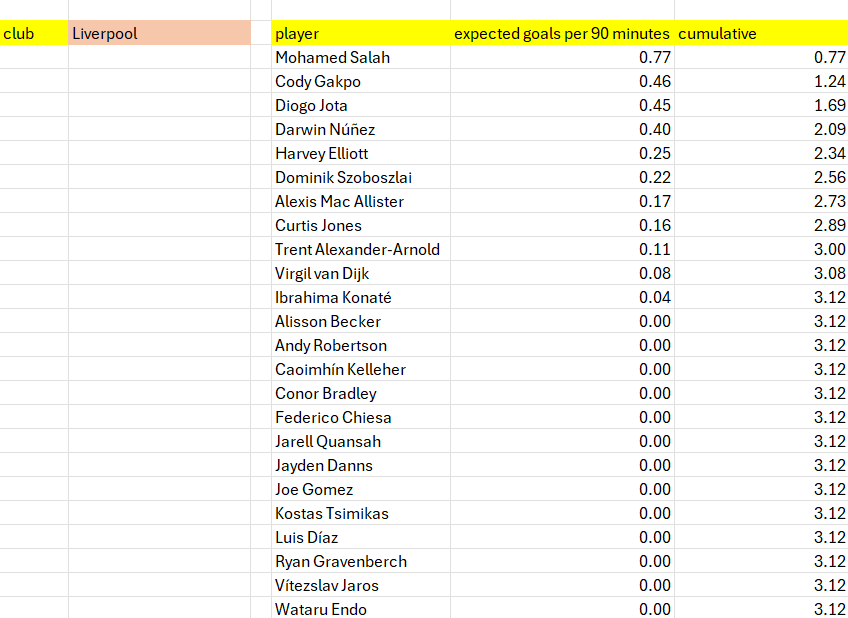 club Liverpool player expected goals per 90 minutes cumulative
Mohamed Salah 0.77 0.77
Cody Gakpo 0.46 1.24
Diogo Jota 0.45 1.69
Darwin Núñez 0.40 2.09
Harvey Elliott 0.25 2.34
Dominik Szoboszlai 0.22 2.56
Alexis Mac Allister 0.17 2.73
Curtis Jones 0.16 2.89
Trent Alexander-Arnold 0.11 3.00
Virgil van Dijk 0.08 3.08
Ibrahima Konaté 0.04 3.12
Alisson Becker 0.00 3.12
Andy Robertson 0.00 3.12
Caoimhín Kelleher 0.00 3.12
Conor Bradley 0.00 3.12
Federico Chiesa 0.00 3.12
Jarell Quansah 0.00 3.12
Jayden Danns 0.00 3.12
Joe Gomez 0.00 3.12
Kostas Tsimikas 0.00 3.12
Luis Díaz 0.00 3.12
Ryan Gravenberch 0.00 3.12
Vítezslav Jaros 0.00 3.12
Wataru Endo 0.00 3.12